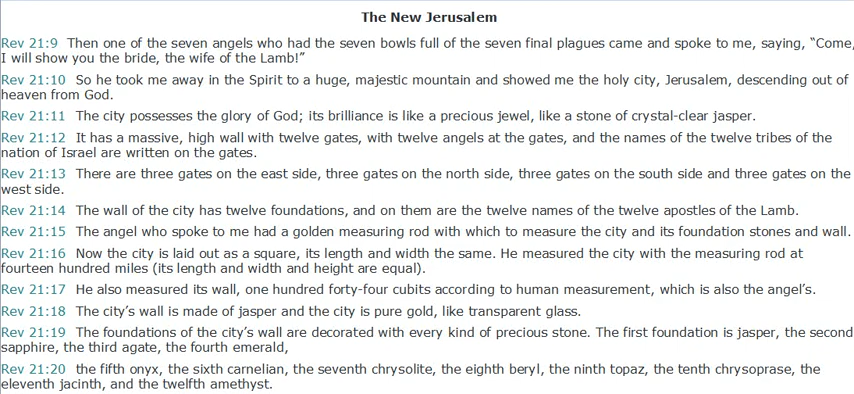 The New Jerusalem
Rev 21:9 Then one of the seven angels who had the seven bowls full of the seven final plagues came and spoke to me, saying, “Come,
I will show you the bride, the wife of the Lamb!”
Rev 21:10 So he took me away in the Spirit to a huge, majestic mountain and showed me the holy city, Jerusalem, descending out of
heaven from God.
Rev 21:11 The city possesses the glory of God; its brilliance is like a precious jewel, like a stone of crystal-clear jasper.
Rev 21:12 It has a massive, high wall with twelve gates, with twelve angels at the gates, and the names of the twelve tribes of the
nation of Israel are written on the gates.
Rev 21:13 There are three gates on the east side, three gates on the north side, three gates on the south side and three gates on the
west side.
Rev 21:14 The wall of the city has twelve foundations, and on them are the twelve names of the twelve apostles of the Lamb.
Rev 21:15 The angel who spoke to me had a golden measuring rod with which to measure the city and its foundation stones and wall.
Rev 21:16 Now the city is laid out as a square, its length and width the same. He measured the city with the measuring rod at
fourteen hundred miles (its length and width and height are equal).
Rev 21:17 He also measured its wall, one hundred forty-four cubits according to human measurement, which is also the angel’s.
Rev 21:18 The city’s wall is made of jasper and the city is pure gold, like transparent glass.
Rev 21:19 The foundations of the city’s wall are decorated with every kind of precious stone. The first foundation is jasper, the second
sapphire, the third agate, the fourth emerald,
Rev 21:20 the fifth onyx, the sixth carnelian, the seventh chrysolite, the eighth beryl, the ninth topaz, the tenth chrysoprase, the
eleventh jacinth, and the twelfth amethyst.